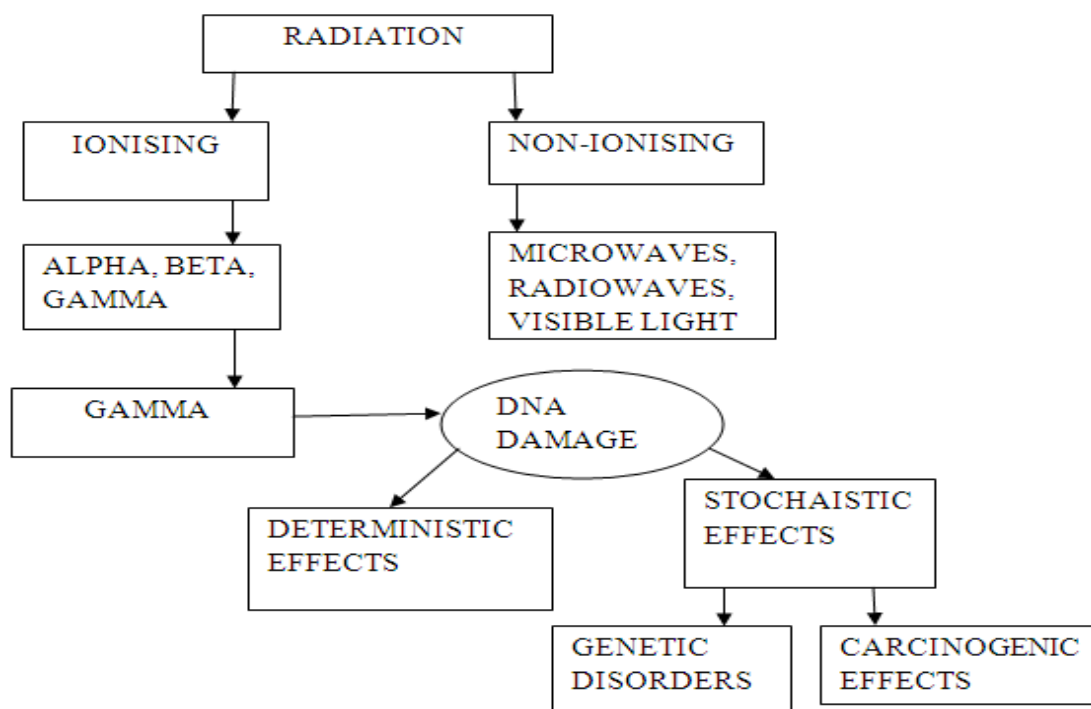 RADIATION
IONISING
NON-IONISING
ALPHA, BETA,
GAMMA
MICROWAVES,
RADIOWAVES,
VISIBLE LIGHT
GAMMA
DNA
DAMAGE
DETERMINISTIC
EFFECTS
STOCHAISTIC
EFFECTS
GENETIC
DISORDERS
CARCINOGENIC
EFFECTS